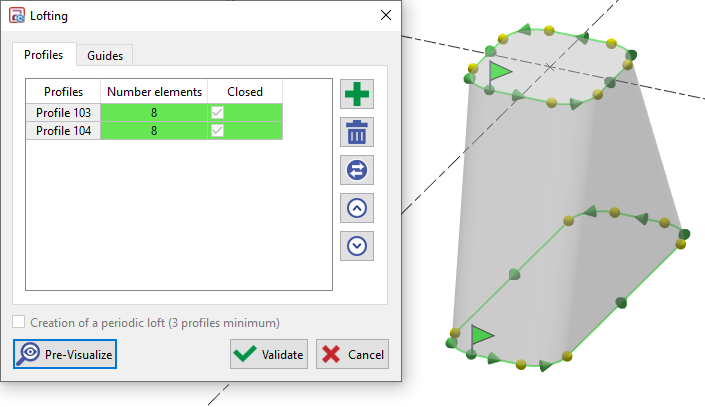 Lofting
Profiles Guides
Profiles Number elements Closed
Profile 103 8
Profile 104 8
Creation of a periodic loft (3 profiles minimum)
Pre-Visualize Validate Cancel